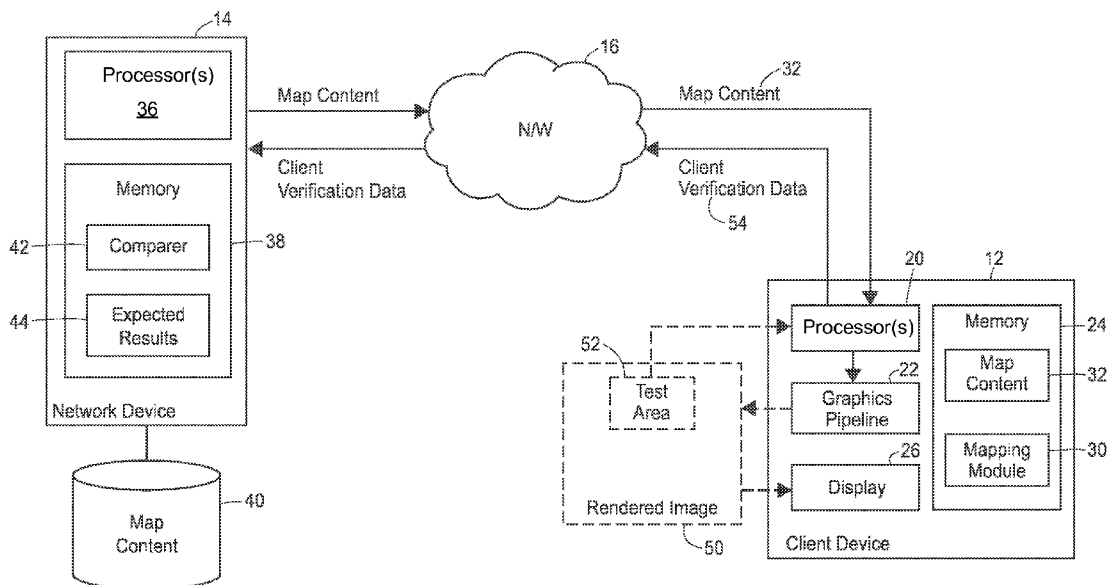 14
Processor(s)
36
Map Content
16
N/W
32
Map Content
Client
Verification Data
Client
Verification Data
54
Memory
42
Comparer
38
44
Expected
Results
Network Device
40
Map
Content
20
12
Processor(s)
Memory
24
52
Test
Area
22
Graphics
Pipeline
Map
Content
32
26
Display
Mapping
Module
30
Rendered Image
50
Client Device